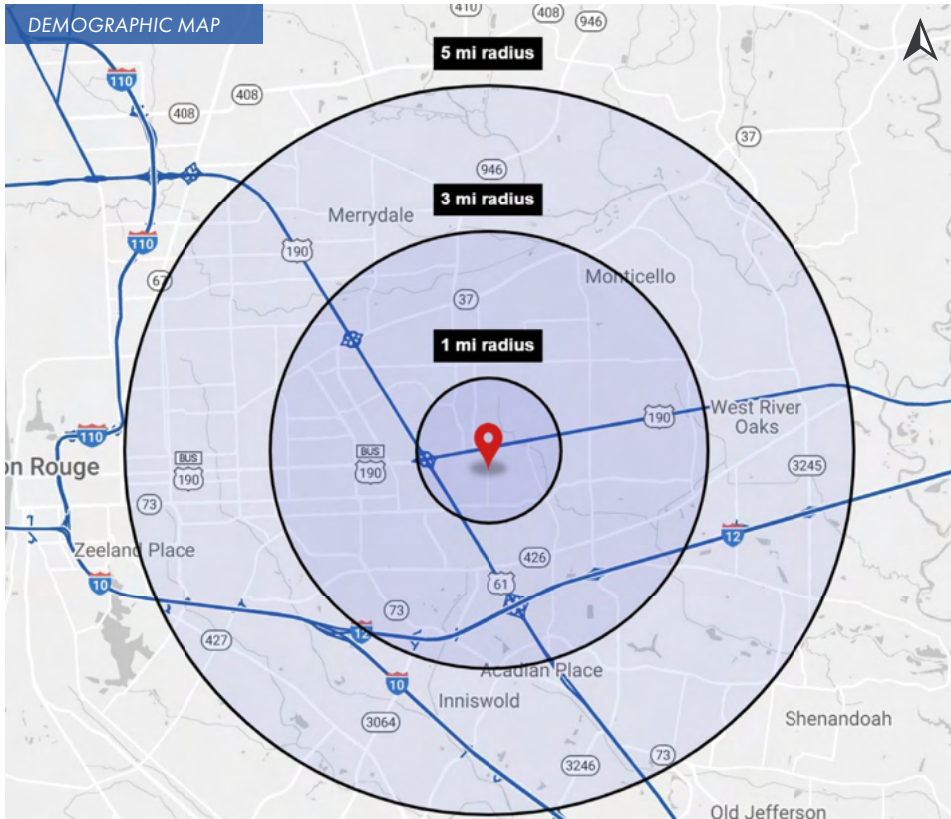 DEMOGRAPHIC MAP
410
408
946
5 mi radius
110
408
408
37
946
3 mi radius
Merrydale
110
190
67
Monticello
37
1 mi radius
190
West River
Oaks
110
on Rouge
BUS
190
BUS
190
3245
73
12
Zeeland Place
426
10
61
73
12
427
Acadian Place
10
Inniswold
3064
Shenandoah
73
3246
Old Jefferson